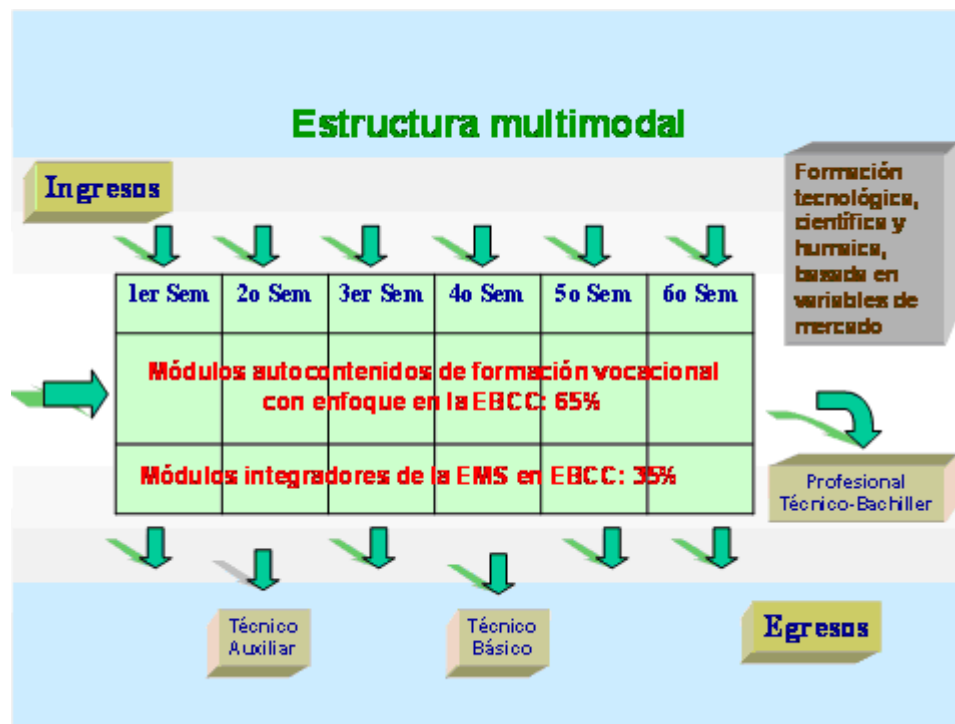 Estructura multimodal
Ingresos
Formación
tecnológica,
científica y
humaica,
basada en
variables de
mercado
1er Sem 2o Sem 3er Sem 4o Sem 5o Sem 6o Sem
Módulos autocontenidos de formación vocacional
con enfoque en la EBCC: 65%
Módulos integradores de la EMS en EBCC: 35%
Profesional
Técnico-Bachiller
Técnico
Auxiliar
Técnico
Básico
Egresos